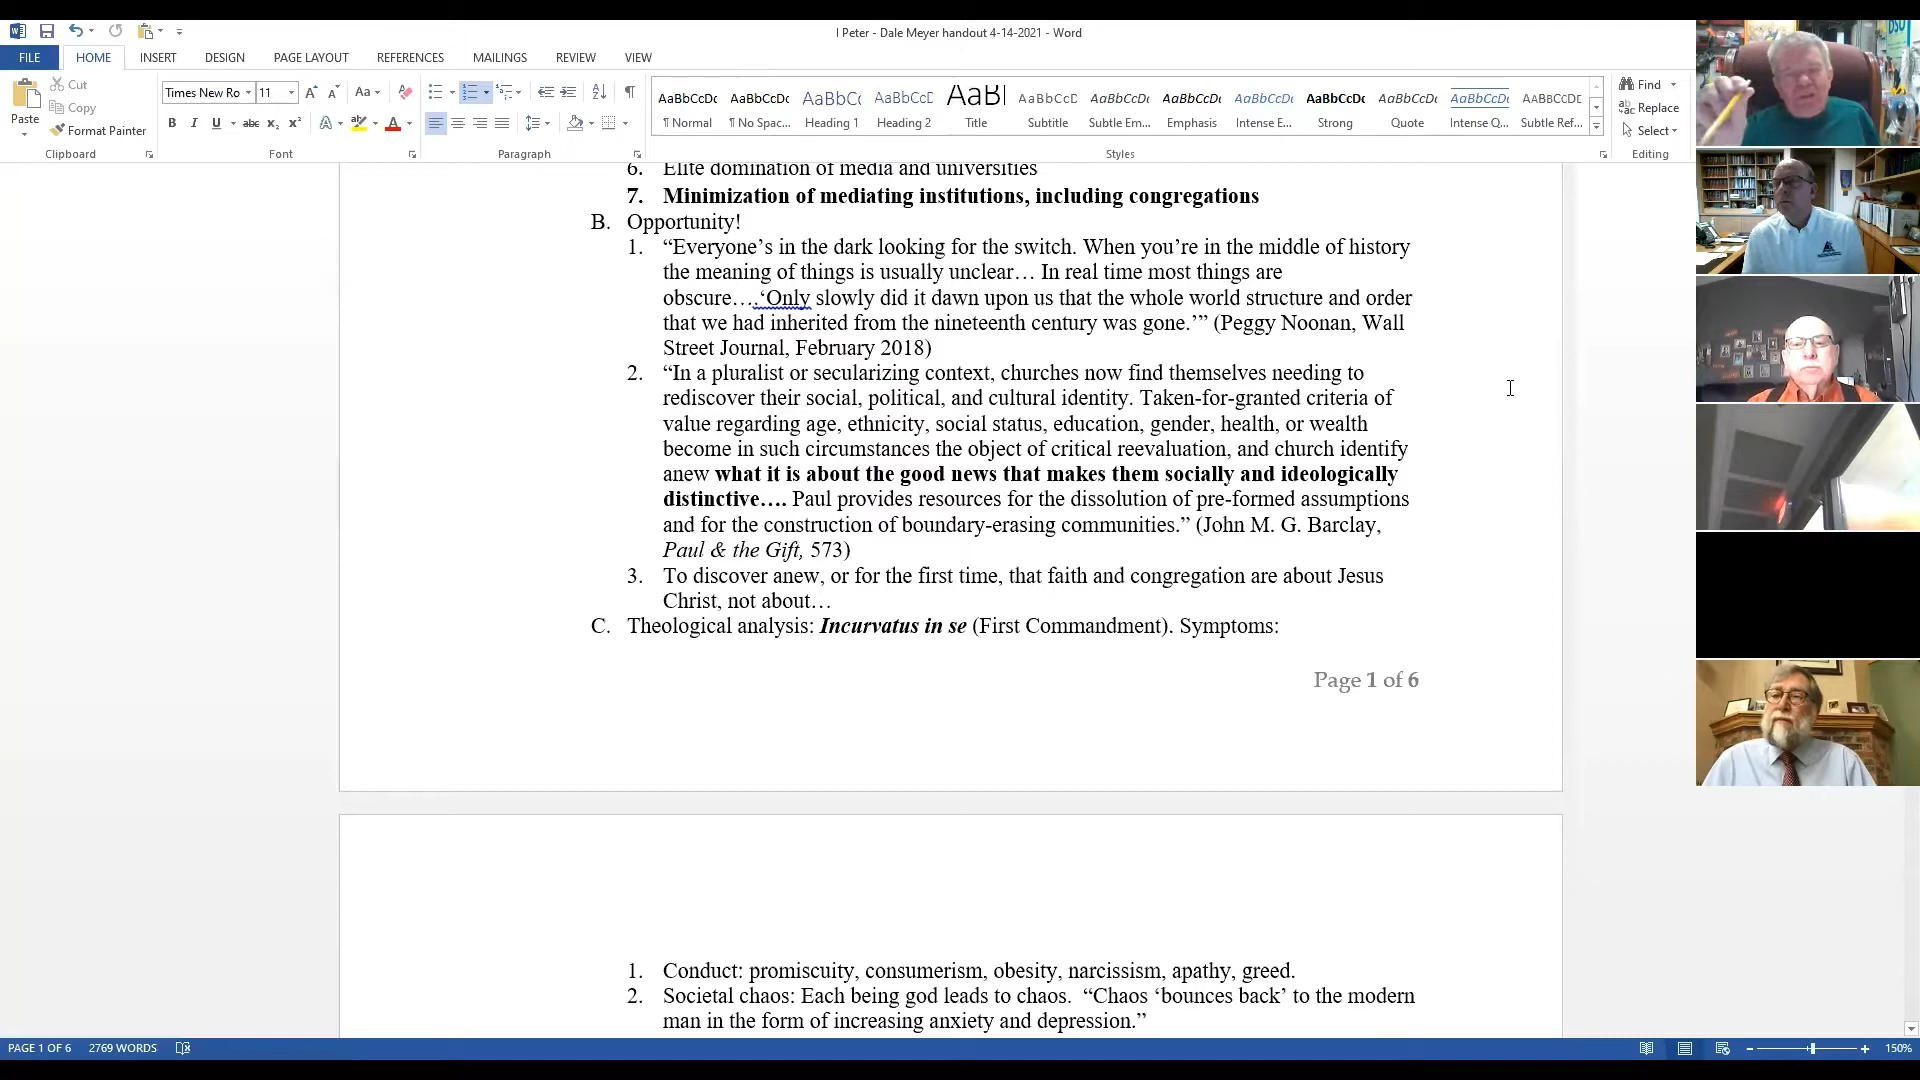 I Peter - Dale Meyer handout 4-14-2021 - Word
FILE HOME INSERT DESIGN PAGE LAYOUT REFERENCES MAILINGS REVIEW VIEW
Paste
Cut
Copy
Format Painter
Clipboard
Times New Ro 11
Font
Paragraph
AaBbCcDc AaBbCcDc AaBbCc AaBbCcD AaB AaBbCcD AaBbCcDc AaBbCcDc AaBbCcDc AaBbCcDc AaBbCcDc AaBbCcDc AaBbCcDc
¶ Normal ¶ No Spac... Heading 1 Heading 2 Title Subtitle Subtle Em... Emphasis Intense E... Strong Quote Intense Q... Subtle Ref...
Styles
Find
Replace
Select
Editing
6. Elite domination of media and universities
7. Minimization of mediating institutions, including congregations
B. Opportunity!
1. “Everyone’s in the dark looking for the switch. When you’re in the middle of history
the meaning of things is usually unclear… In real time most things are
obscure….‘Only slowly did it dawn upon us that the whole world structure and order
that we had inherited from the nineteenth century was gone.’” (Peggy Noonan, Wall
Street Journal, February 2018)
2. “In a pluralist or secularizing context, churches now find themselves needing to
rediscover their social, political, and cultural identity. Taken-for-granted criteria of
value regarding age, ethnicity, social status, education, gender, health, or wealth
become in such circumstances the object of critical reevaluation, and church identify
anew what it is about the good news that makes them socially and ideologically
distinctive…. Paul provides resources for the dissolution of pre-formed assumptions
and for the construction of boundary-erasing communities.” (John M. G. Barclay,
Paul & the Gift, 573)
3. To discover anew, or for the first time, that faith and congregation are about Jesus
Christ, not about…
C. Theological analysis: Incurvatus in se (First Commandment). Symptoms:
Page 1 of 6
1. Conduct: promiscuity, consumerism, obesity, narcissism, apathy, greed.
2. Societal chaos: Each being god leads to chaos. “Chaos ‘bounces back’ to the modern
man in the form of increasing anxiety and depression.”
PAGE 1 OF 6 2769 WORDS
150%